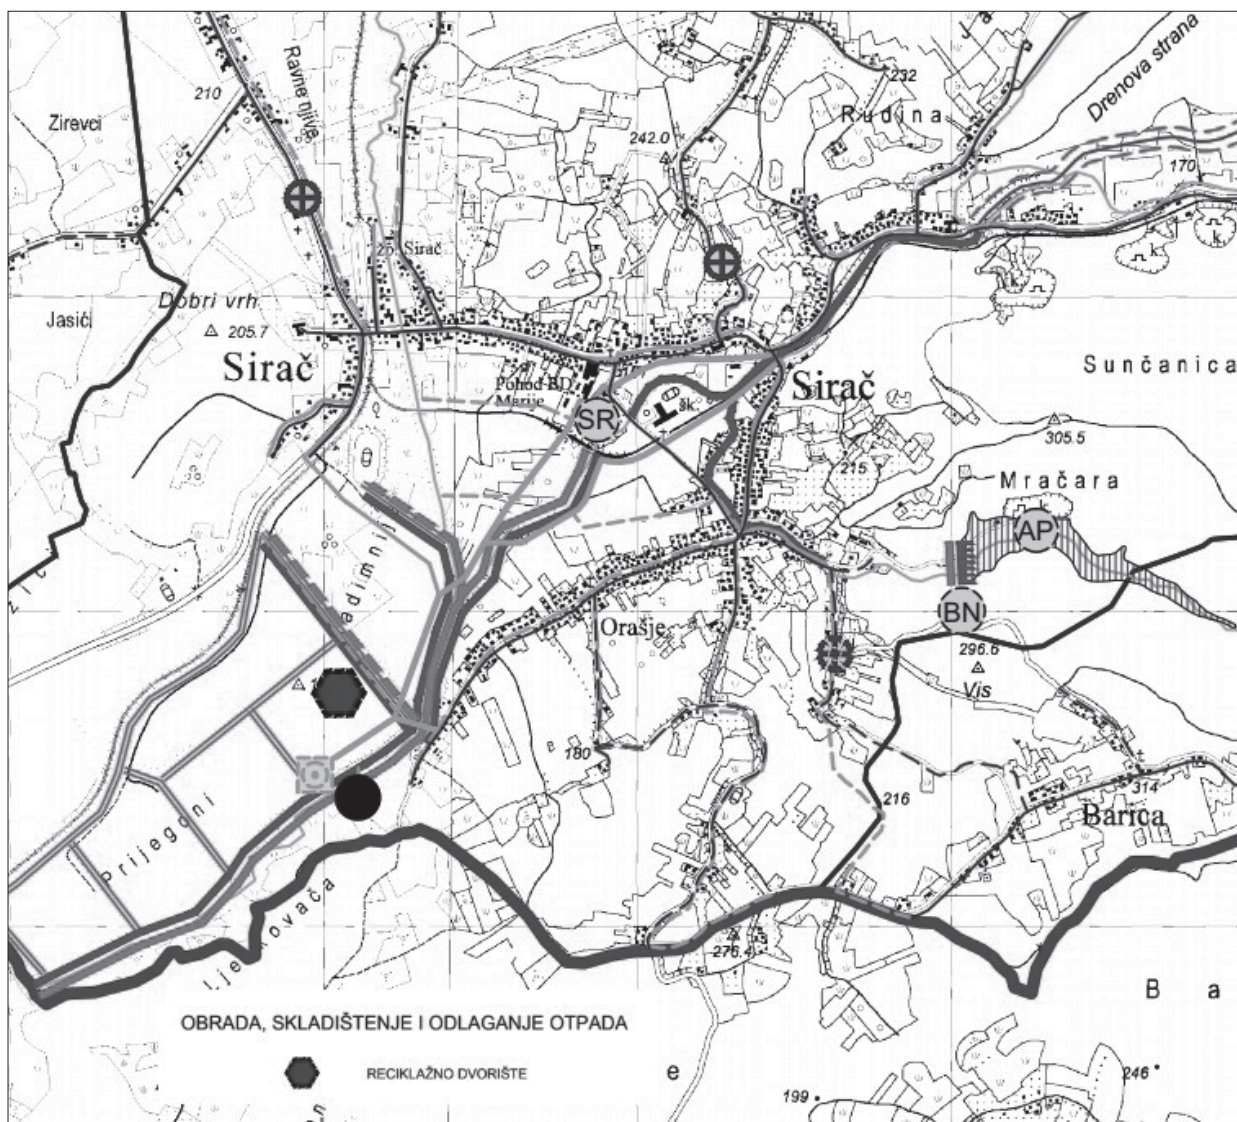 Ravne njive
210
Zirevci
232
Rudina
Drenova strana
242.0
170
žp. Sirač
k
k
k
Dobri vrh
Jasići
205.7
Sirač
Sunčanica
Pohod BD
Marije
SR
šk.
Sirač
305.5
215
Mračara
AP
BN
Orašje
296.6
Vis
180
216
314
Barica
Prijegoni
Ljenovača
276.4
B a
OBRADA, SKLADIŠTENJE I ODLAGANJE OTPADA
RECIKLAŽNO DVORIŠTE
e
246
199